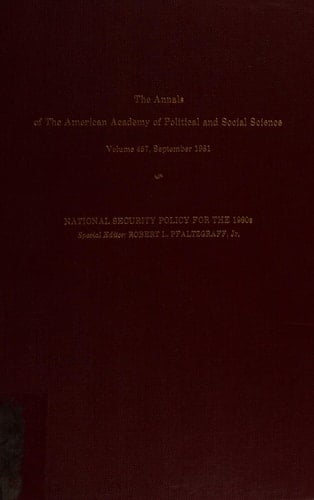 The Annals
of The American Academy of Political and Social Science
Volume 457, September 1981
NATIONAL SECURITY POLICY FOR THE 1980s
Special Editor: ROBERT L. PFALTZGRAFF, Jr.